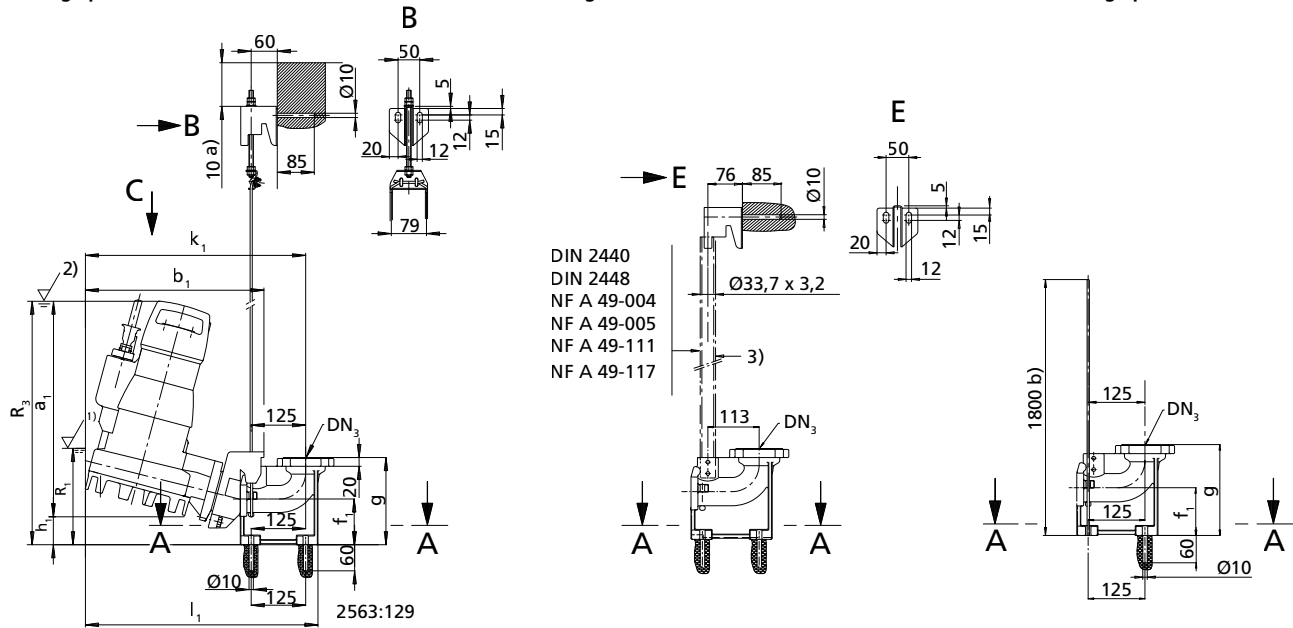 B
60
50
5
Ø10
12
15
B
10 a)
85
20
12
79
C
k₁
b₁
2)
R₃
a₁
1)
R₁
h₁
125
DN₃
20
g
f₁
125
60
A
A
Ø10
125
l₁
2563:129
E
76
85
Ø10
DIN 2440
DIN 2448
NF A 49-004
NF A 49-005
NF A 49-111
NF A 49-117
Ø33,7 x 3,2
3)
113
DN₃
A
A
E
50
5
20
12
15
12
1800 b)
125
DN₃
g
f₁
125
60
A
A
Ø10
125